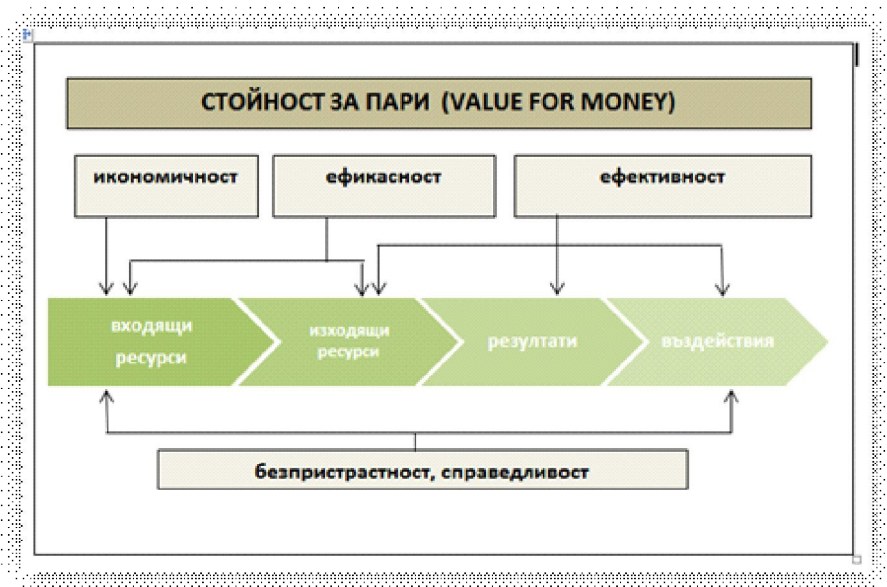 СТОЙНОСТ ЗА ПАРИ (VALUE FOR MONEY)
икономичност
ефикасност
ефективност
входящи
ресурси
изходящи
ресурси
резултати
въздействия
безпристрастност, справедливост